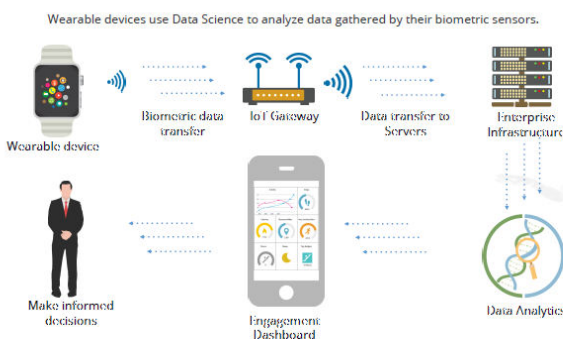 Wearable devices use Data Science to analyze data gathered by their biometric sensors.
Wearable device
Biometric data
transfer
IoT Gateway
Data transfer to
Servers
Enterprise
Infrastructure
Make informed
decisions
Engagement
Dashboard
Data Analytics